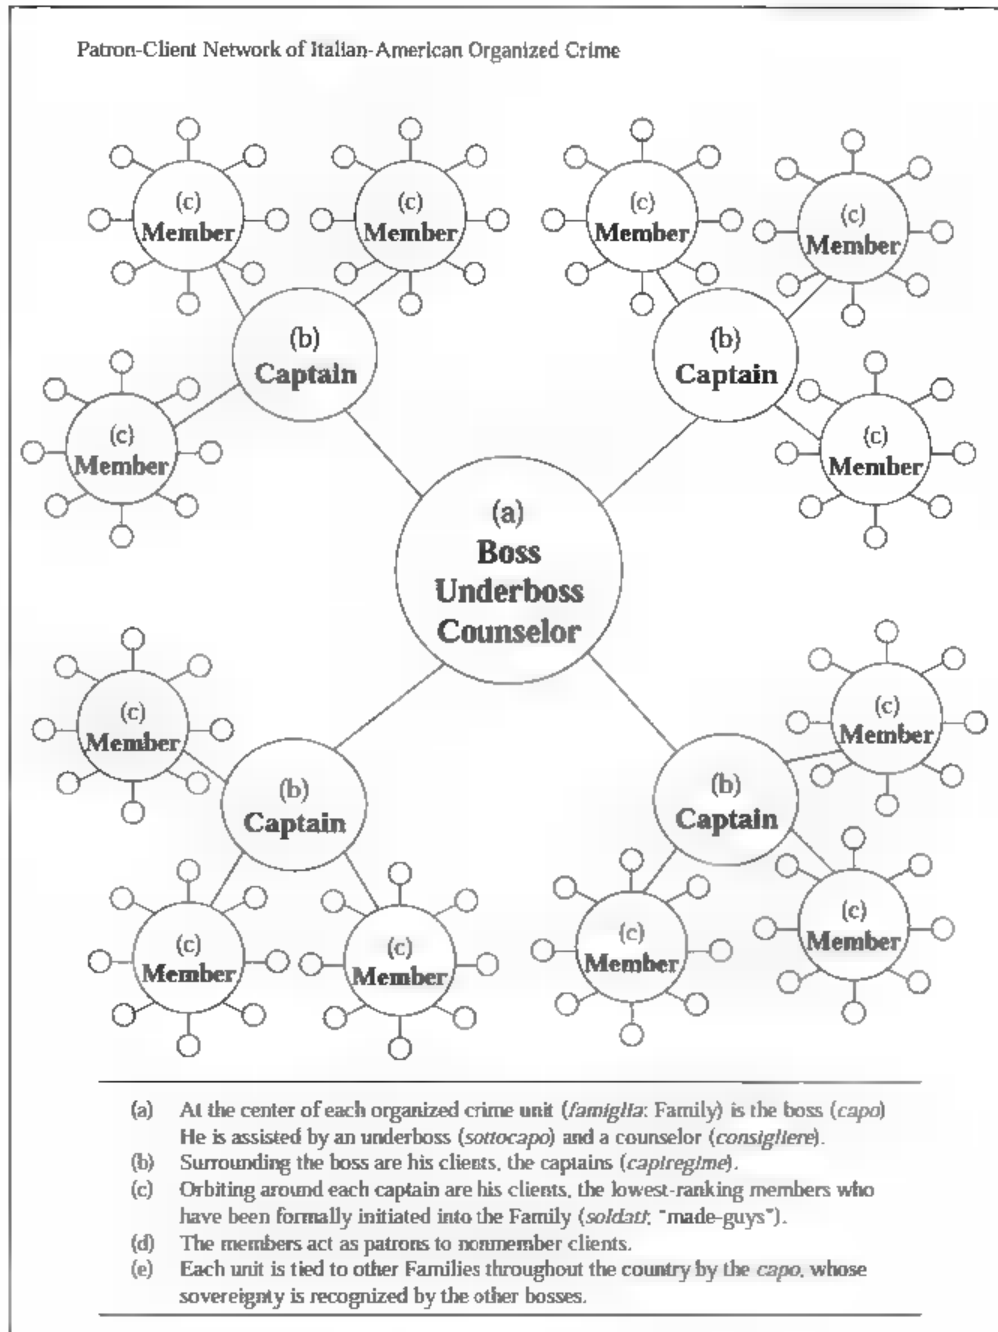 Patron-Client Network of Italian-American Organized Crime
(c)
Member
(c)
Member
(c)
Member
(c)
Member
(b)
Captain
(b)
Captain
(c)
Member
(c)
Member
(a)
Boss
Underboss
Counselor
(c)
Member
(c)
Member
(b)
Captain
(b)
Captain
(c)
Member
(c)
Member
(c)
Member
(c)
Member
(a) At the center of each organized crime unit (famiglia: Family) is the boss (capo)
He is assisted by an underboss (sottocapo) and a counselor (consigliere).
(b) Surrounding the boss are his clients, the captains (capiregime).
(c) Orbiting around each captain are his clients, the lowest-ranking members who
have been formally initiated into the Family (soldati; "made-guys").
(d) The members act as patrons to nonmember clients.
(e) Each unit is tied to other Families throughout the country by the capo, whose
sovereignty is recognized by the other bosses.